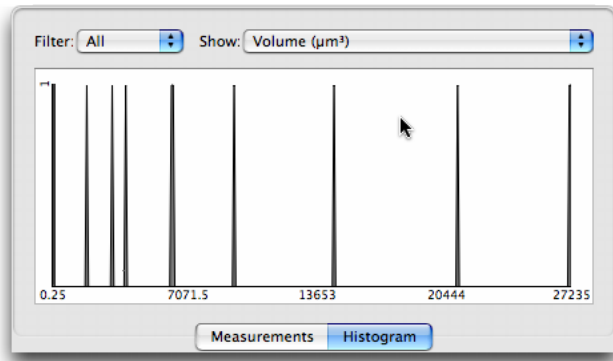 Filter: All Show: Volume (µm³)
1
0.25 7071.5 13653 20444 27235
Measurements Histogram